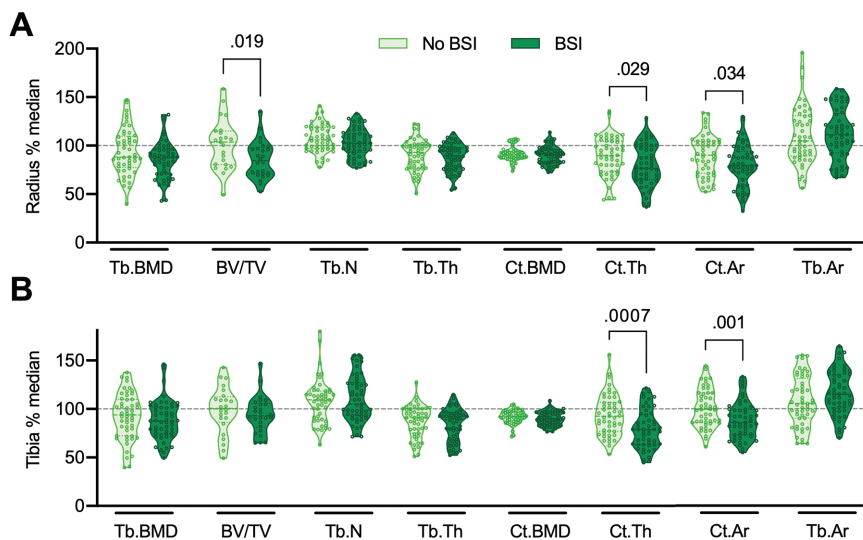 A
No BSI BSI
.019 .029 .034
Radius % median
200
150
100
50
0
Tb.BMD BV/TV Tb.N Tb.Th Ct.BMD Ct.Th Ct.Ar Tb.Ar
B
.0007 .001
Tibia % median
150
100
50
0
Tb.BMD BV/TV Tb.N Tb.Th Ct.BMD Ct.Th Ct.Ar Tb.Ar